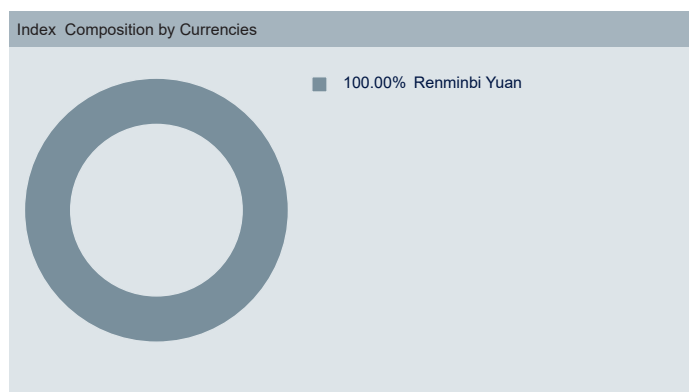 Index Composition by Currencies
100.00% Renminbi Yuan